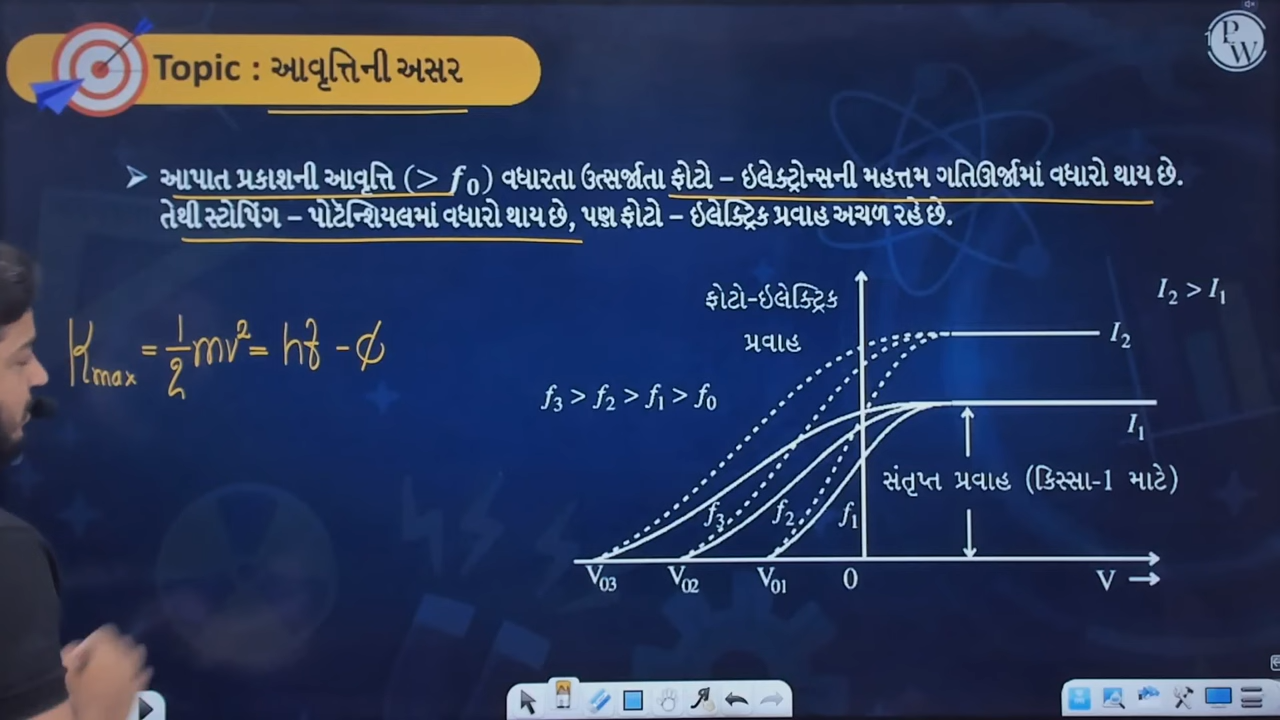 P
W
Topic : આવૃત્તિની અસર
➢ આપાત પ્રકાશની આવૃત્તિ (> f₀) વધારતા ઉત્સર્જાતા ફોટો – ઇલેક્ટ્રોન્સની મહત્તમ ગતિઊર્જામાં વધારો થાય છે.
તેથી સ્ટોપિંગ – પોટૅન્શિયલમાં વધારો થાય છે, પણ ફોટો – ઇલેક્ટ્રિક પ્રવાહ અચળ રહે છે.
ફોટો-ઇલેક્ટ્રિક
પ્રવાહ
I₂ > I₁
I₂
Kmax = 1/2 mv² = hf - ϕ
f₃ > f₂ > f₁ > f₀
I₁
સંતૃપ્ત પ્રવાહ (કિસ્સા-1 માટે)
f₃ f₂ f₁
V₀₃ V₀₂ V₀₁ 0 V →